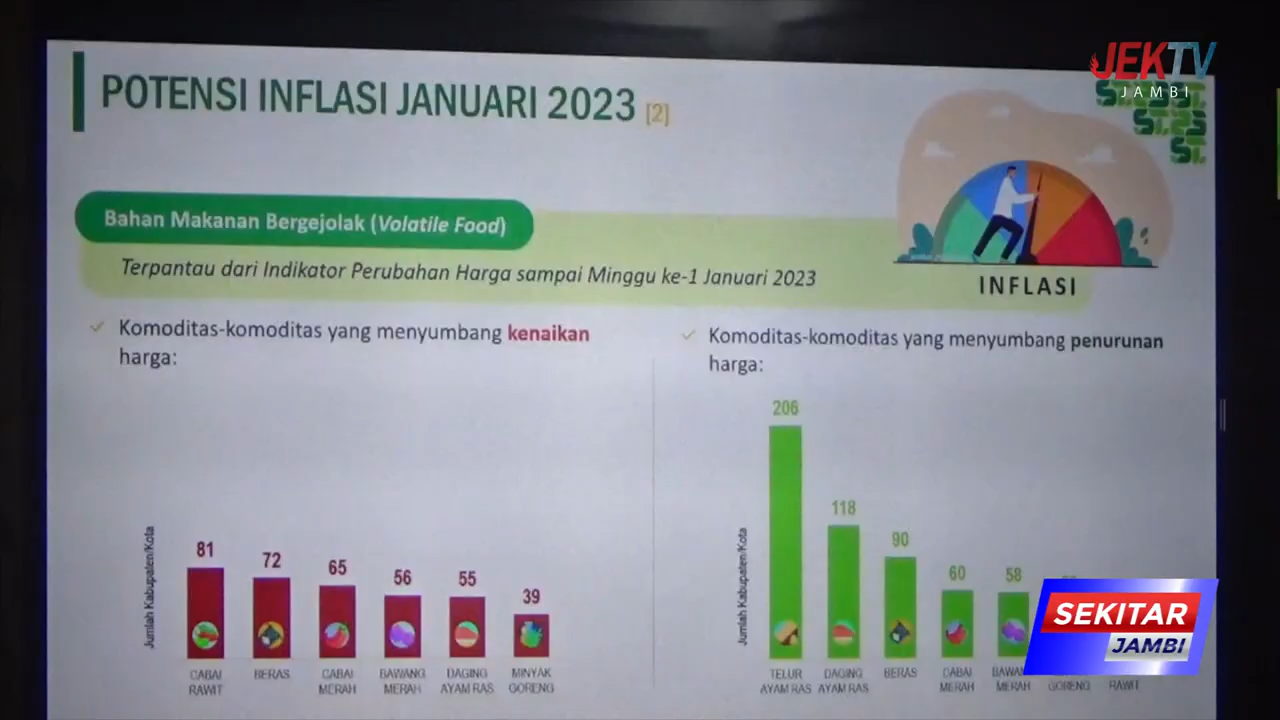 JEKTV
JAMBI
POTENSI INFLASI JANUARI 2023 [2]
Bahan Makanan Bergejolak (Volatile Food)
Terpantau dari Indikator Perubahan Harga sampai Minggu ke-1 Januari 2023
INFLASI
Komoditas-komoditas yang menyumbang kenaikan
harga:
Jumlah Kabupaten/Kota
81
72
65
56
55
39
CABAI
RAWIT
BERAS
CABAI
MERAH
BAWANG
MERAH
DAGING
AYAM RAS
MINYAK
GORENG
Komoditas-komoditas yang menyumbang penurunan
harga:
Jumlah Kabupaten/Kota
206
118
90
60
58
TELUR
AYAM RAS
DAGING
AYAM RAS
BERAS
CABAI
MERAH
MERAH
GORENG
RAWIT
SEKITAR
JAMBI